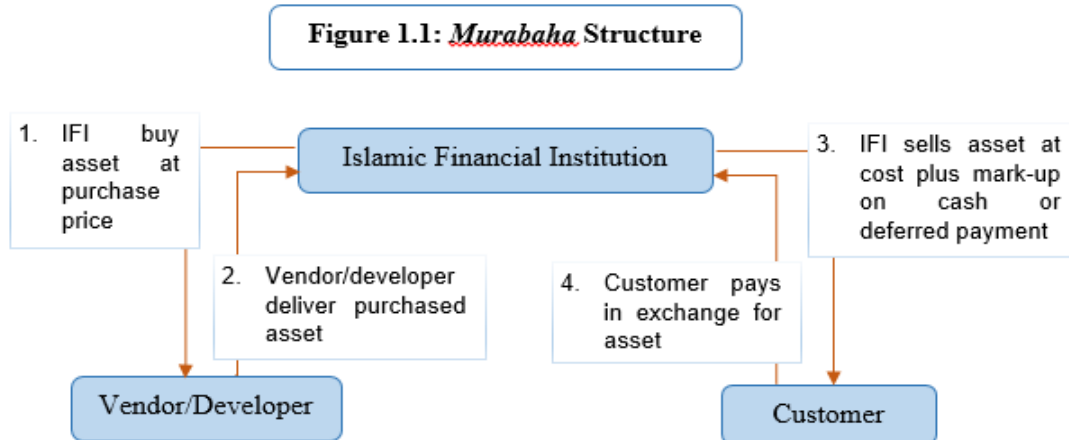 Figure 1.1: Murabaha Structure
Islamic Financial Institution
1. IFI buy
asset at
purchase
price
2. Vendor/developer
deliver purchased
asset
3. IFI sells asset at
cost plus mark-up
on cash or
deferred payment
4. Customer pays
in exchange for
asset
Vendor/Developer
Customer